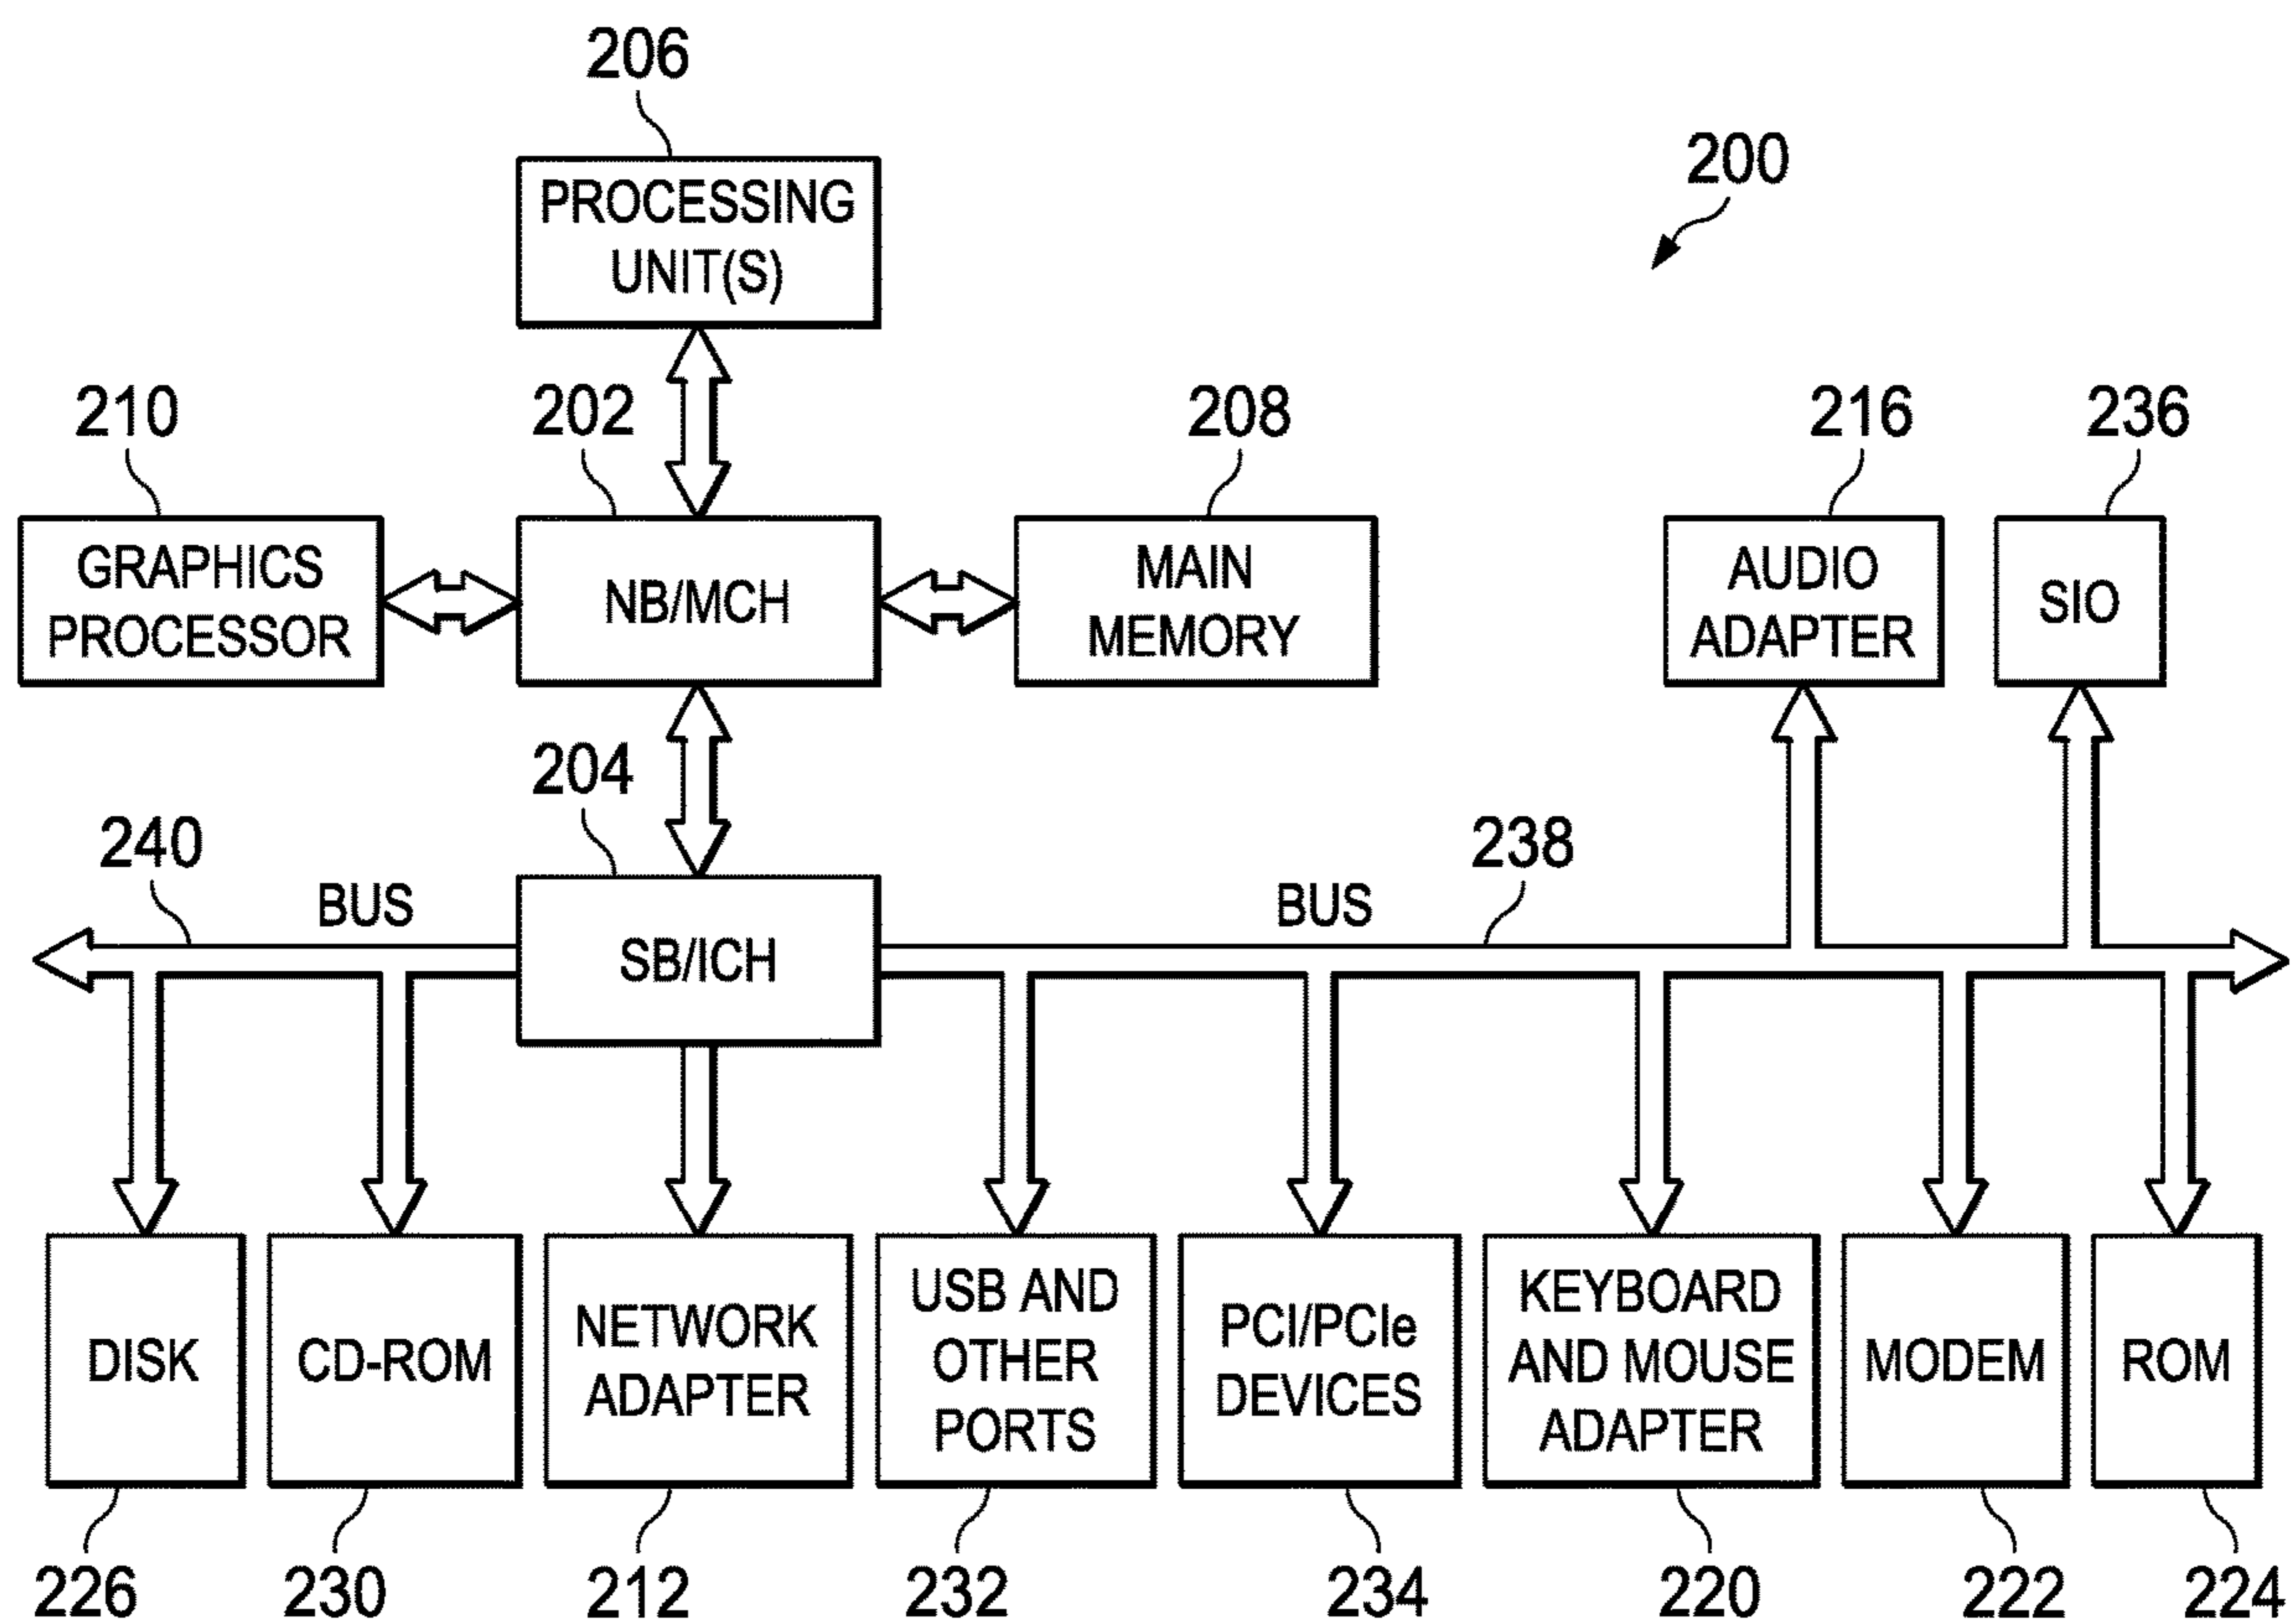 206
200
PROCESSING
UNIT(S)
210
202
208
216
236
GRAPHICS
PROCESSOR
NB/MCH
MAIN
MEMORY
AUDIO
ADAPTER
SIO
204
240
BUS
238
BUS
SB/ICH
DISK
CD-ROM
NETWORK
ADAPTER
USB AND
OTHER
PORTS
PCI/PCIe
DEVICES
KEYBOARD
AND MOUSE
ADAPTER
MODEM
ROM
226
230
212
232
234
220
222
224